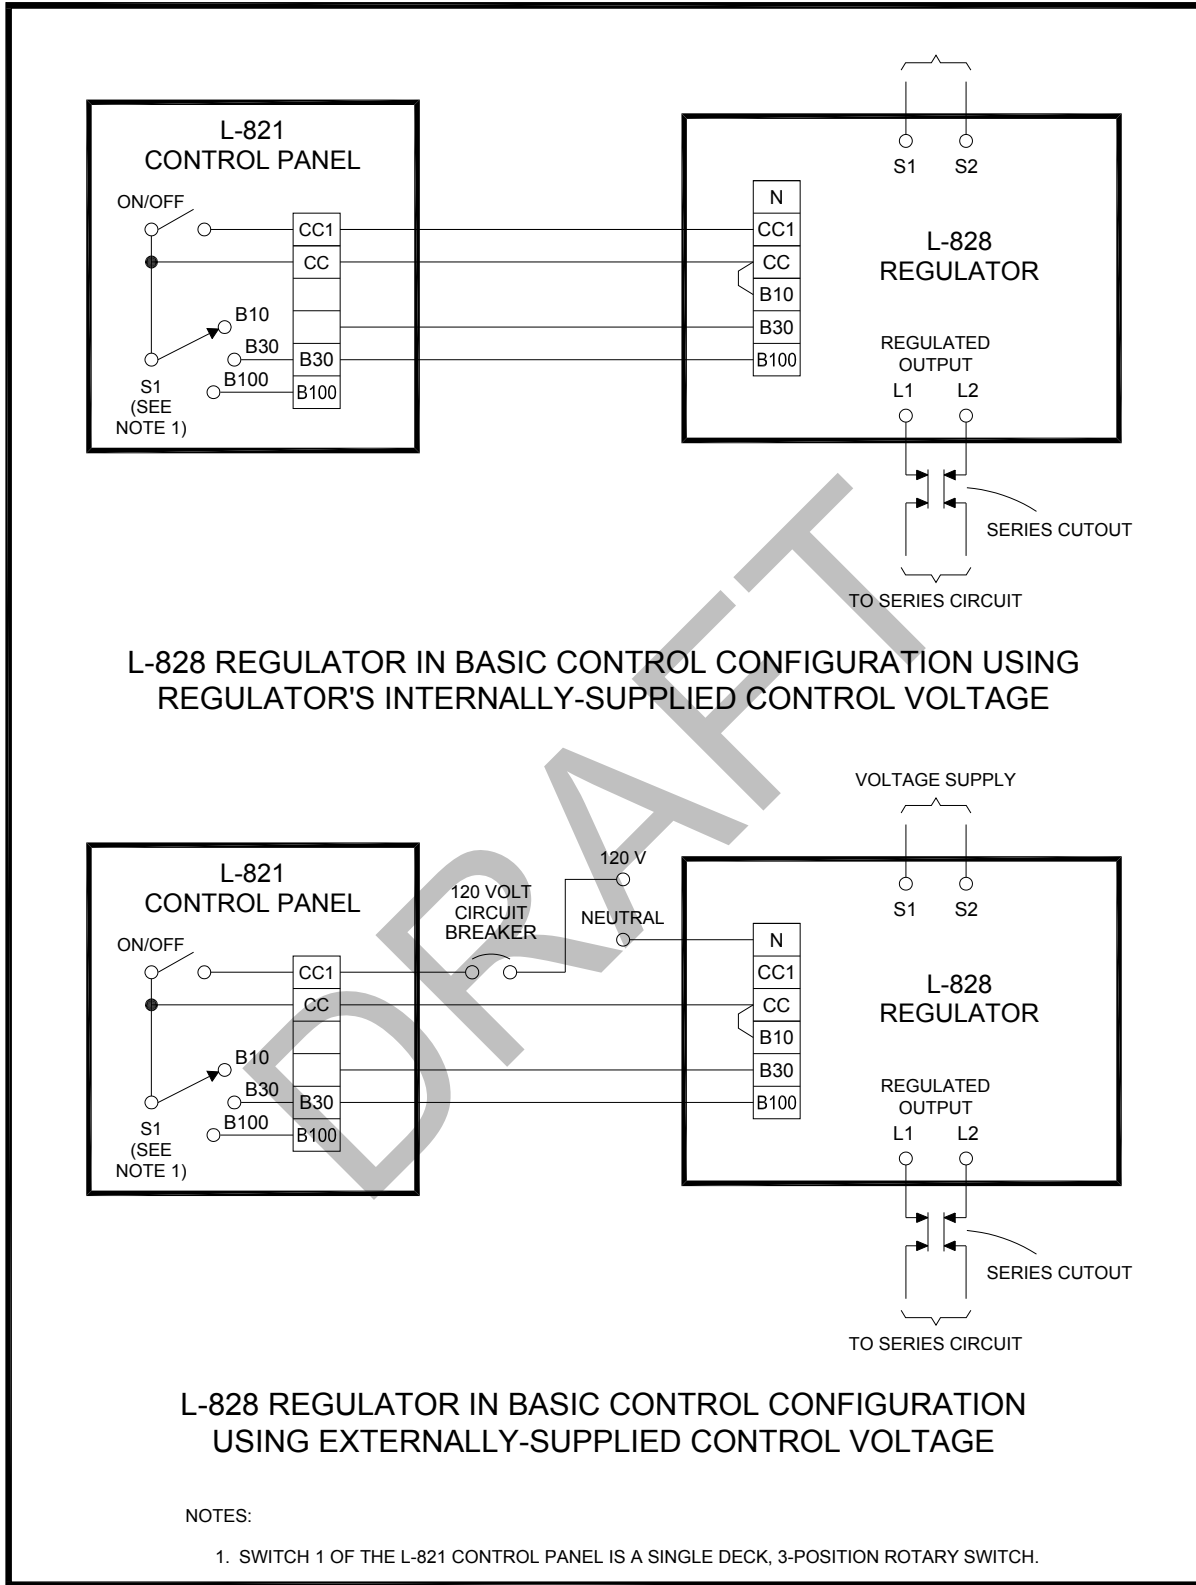 L-821
CONTROL PANEL
ON/OFF
CC1
CC
B10
B30
B30
B100
B100
S1
(SEE
NOTE 1)
S1
S2
N
CC1
CC
B10
B30
B100
L-828
REGULATOR
REGULATED
OUTPUT
L1
L2
SERIES CUTOUT
TO SERIES CIRCUIT
L-828 REGULATOR IN BASIC CONTROL CONFIGURATION USING
REGULATOR'S INTERNALLY-SUPPLIED CONTROL VOLTAGE
DRAFT
VOLTAGE SUPPLY
L-821
CONTROL PANEL
ON/OFF
CC1
CC
B10
B30
B30
B100
B100
S1
(SEE
NOTE 1)
120 VOLT
CIRCUIT
BREAKER
120 V
NEUTRAL
S1
S2
N
CC1
CC
B10
B30
B100
L-828
REGULATOR
REGULATED
OUTPUT
L1
L2
SERIES CUTOUT
TO SERIES CIRCUIT
L-828 REGULATOR IN BASIC CONTROL CONFIGURATION
USING EXTERNALLY-SUPPLIED CONTROL VOLTAGE
NOTES:
1. SWITCH 1 OF THE L-821 CONTROL PANEL IS A SINGLE DECK, 3-POSITION ROTARY SWITCH.